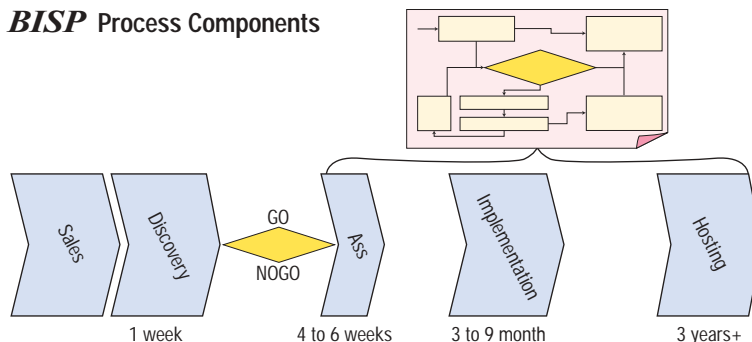 BISP Process Components
Sales
Discovery
GO
NOGO
Ass
Implementation
Hosting
1 week
4 to 6 weeks
3 to 9 month
3 years+